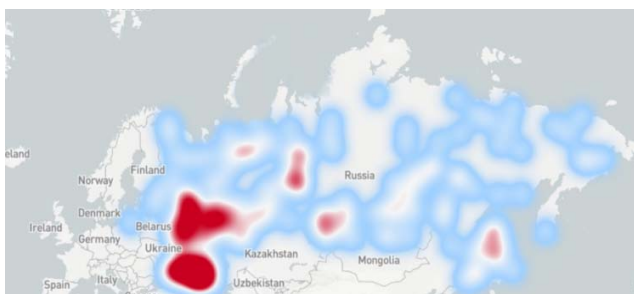 eland
Norway
Finland
Russia
Denmark
Ireland
Belarus
Germany
Ukraine
Kazakhstan
Mongolia
Italy
Spain
Uzbekistan